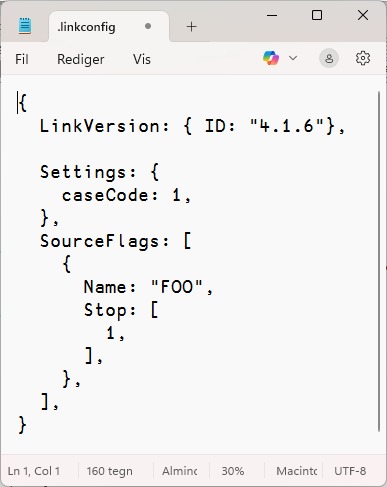 .linkconfig
Fil Rediger Vis
{
  LinkVersion: { ID: "4.1.6"},

  Settings: {
    caseCode: 1,
  },
  SourceFlags: [
    {
      Name: "FOO",
      Stop: [
        1,
      ],
    },
  ],
}
Ln 1, Col 1 160 tegn Alminc 30% Macintc UTF-8